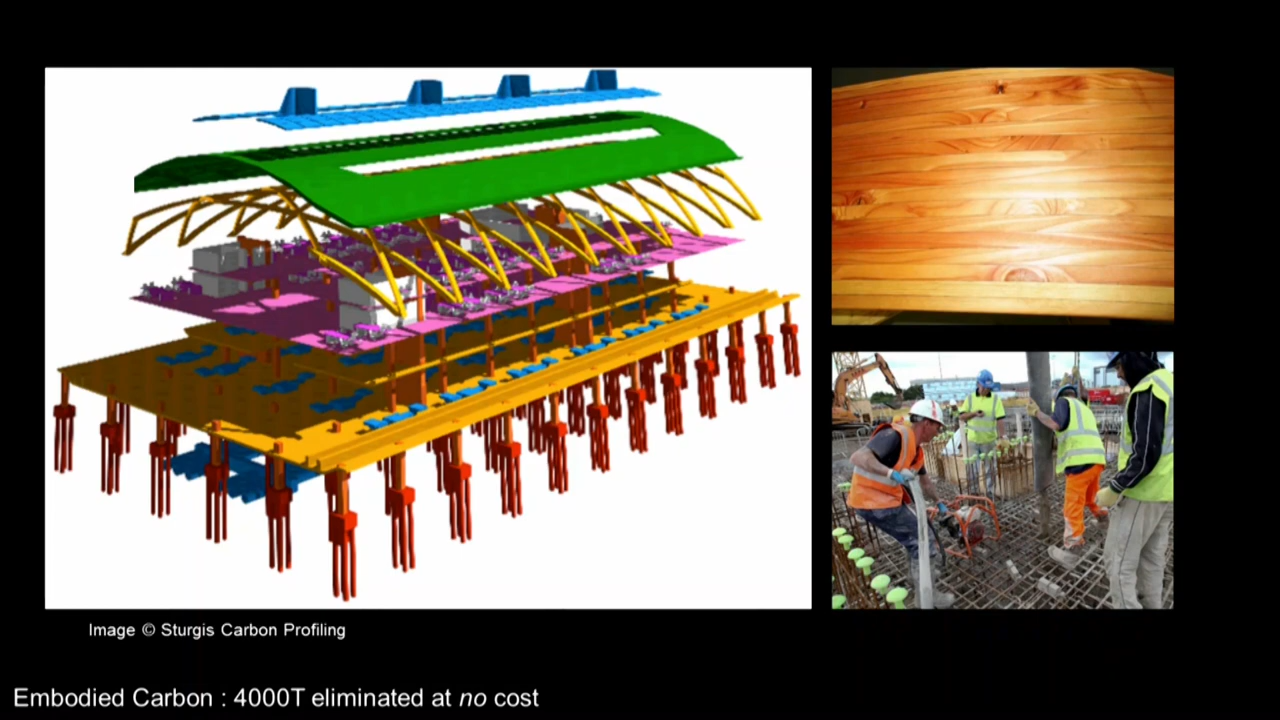 Image © Sturgis Carbon Profiling
Embodied Carbon : 4000T eliminated at no cost